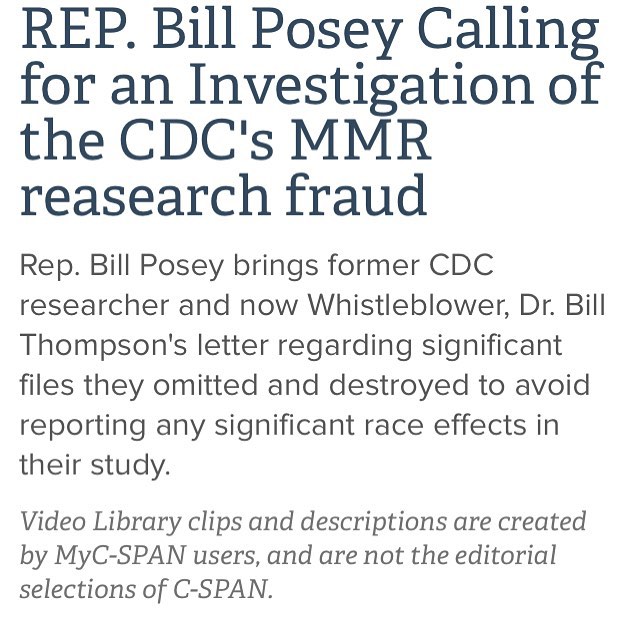 REP. Bill Posey Calling
for an Investigation of
the CDC's MMR
reasearch fraud
Rep. Bill Posey brings former CDC
researcher and now Whistleblower, Dr. Bill
Thompson's letter regarding significant
files they omitted and destroyed to avoid
reporting any significant race effects in
their study.
Video Library clips and descriptions are created
by MyC-SPAN users, and are not the editorial
selections of C-SPAN.